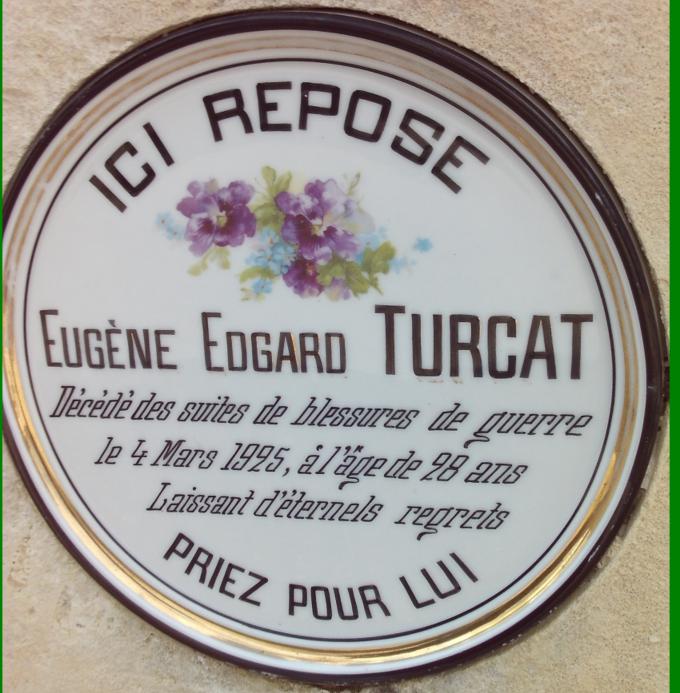 ICI REPOSE
EUGÈNE EDGARD TURCAT
Décédé des suites de blessures de guerre
le 4 Mars 1925, à l'âge de 28 ans
Laissant d'éternels regrets
PRIEZ POUR LUI